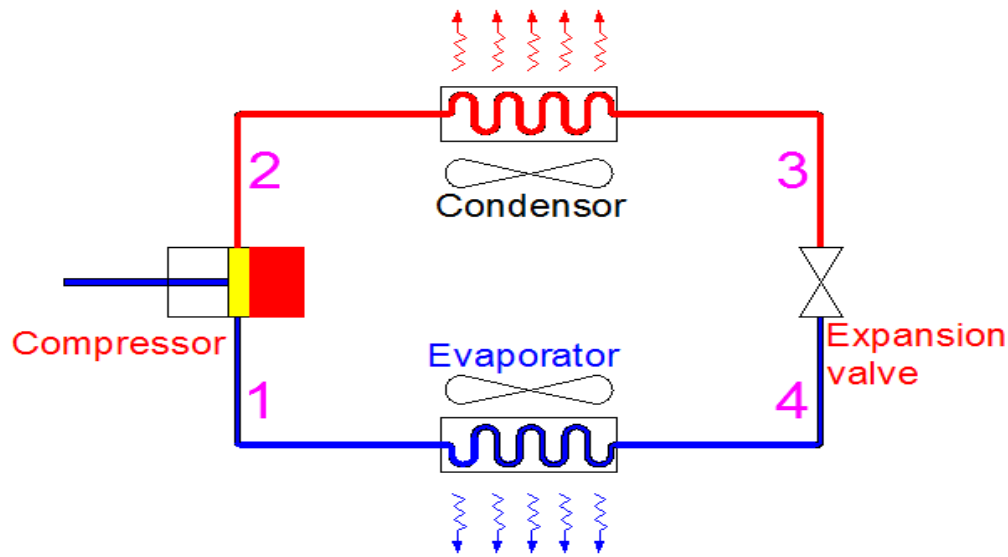 2
3
Condensor
Compressor
Evaporator
Expansion
valve
1
4